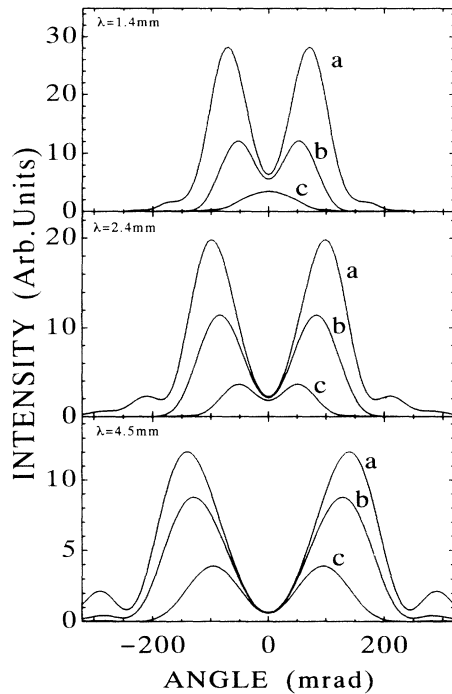 λ=1.4mm
30
20
10
0
a
b
c
λ=2.4mm
20
10
0
a
b
c
λ=4.5mm
10
5
0
a
b
c
−200
0
200
ANGLE (mrad)
INTENSITY (Arb.Units)